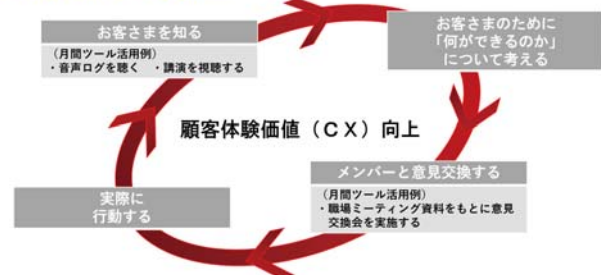 お客さまを知る
（月間ツール活用例）
・音声ログを聴く　・講演を視聴する
お客さまのために
「何ができるのか」
について考える
顧客体験価値（ＣＸ）向上
メンバーと意見交換する
（月間ツール活用例）
・職場ミーティング資料をもとに意見
交換会を実施する
実際に
行動する